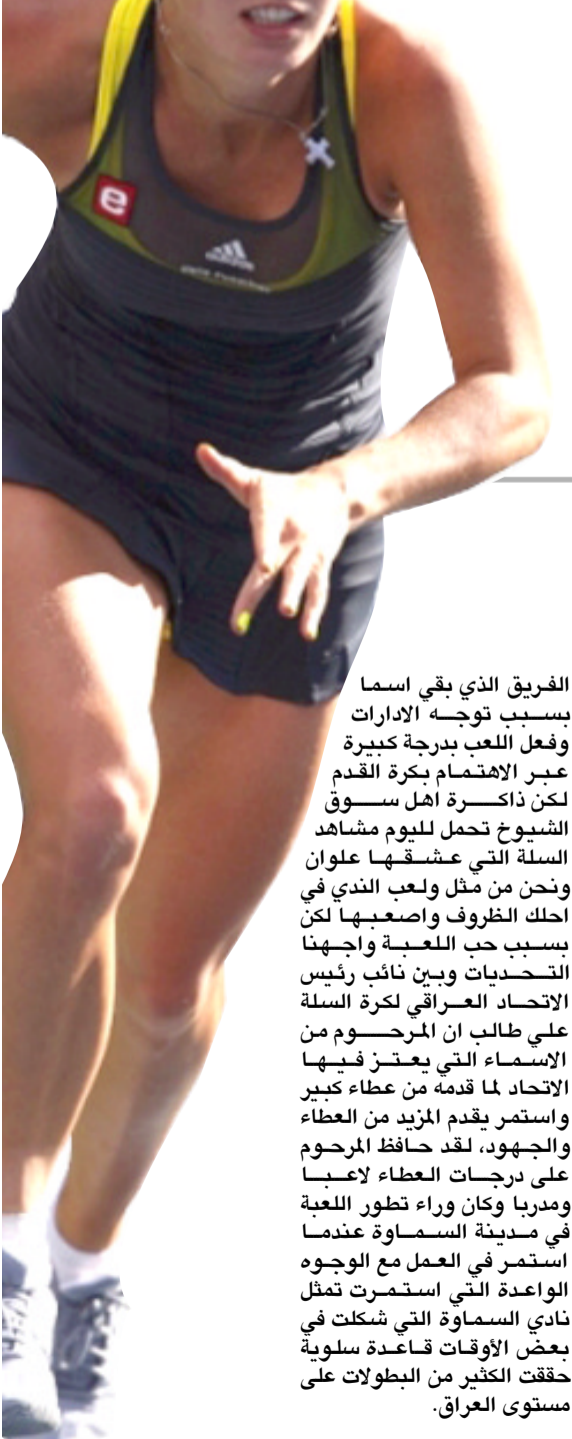 e
adidas
الفريق الذي بقي اسما
بسبب توجه الادارات
وفعل اللعب بدرجة كبيرة
عبر الاهتمام بكرة القدم
لكن ذاكرة اهل سوق
الشيوخ تحمل لليوم مشاهد
السلة التي عشقها علوان
ونحن من مثل ولعب الندي في
احلك الظروف واصعبها لكن
بسبب حب اللعبة واجهنا
التحديات وبين نائب رئيس
الاتحاد العراقي لكرة السلة
علي طالب ان المرحوم من
الاسماء التي يعتز فيها
الاتحاد لما قدمه من عطاء كبير
واستمر يقدم المزيد من العطاء
والجهود، لقد حافظ المرحوم
على درجات العطاء لاعبا
ومدربا وكان وراء تطور اللعبة
في مدينة السماوة عندما
استمر في العمل مع الوجوه
الواعدة التي استمرت تمثل
نادي السماوة التي شكلت في
بعض الأوقات قاعدة سلوية
حققت الكثير من البطولات على
مستوى العراق.